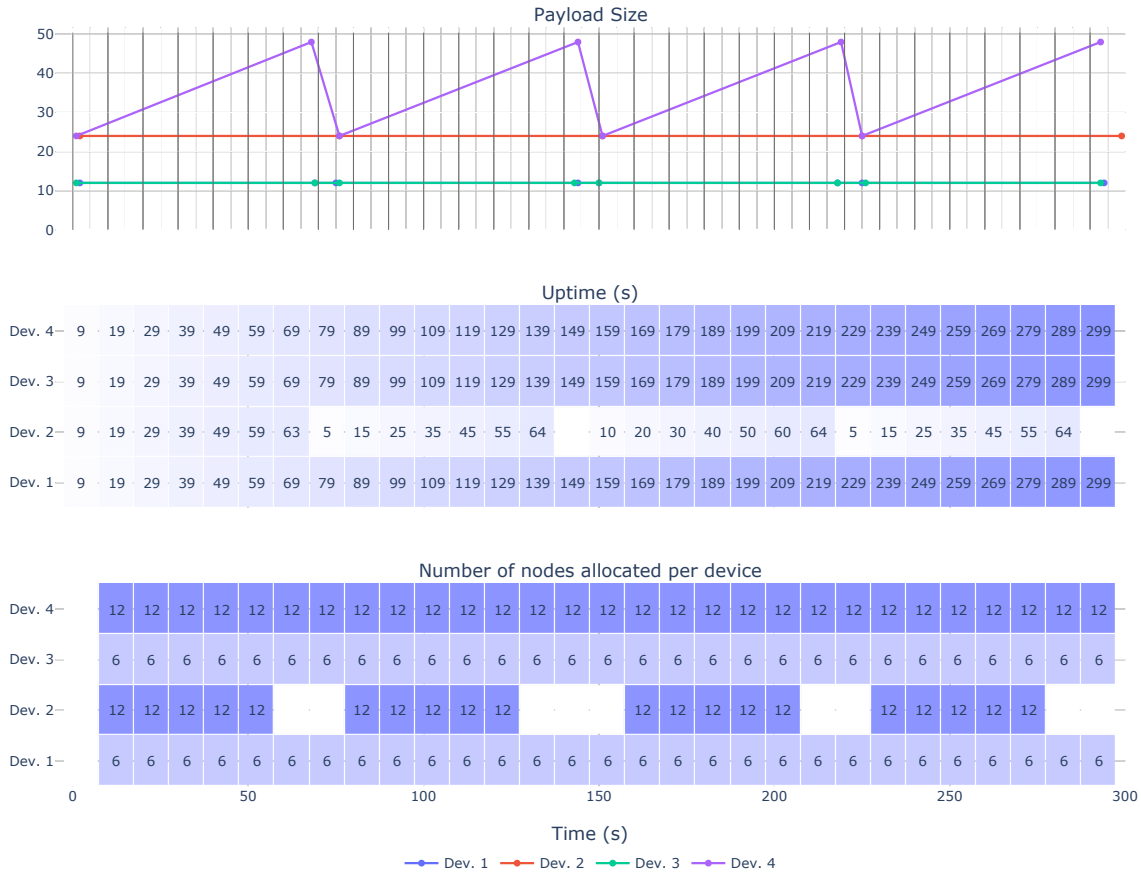 Payload Size
50
40
30
20
10
0
Uptime (s)
Dev. 4 9 19 29 39 49 59 69 79 89 99 109 119 129 139 149 159 169 179 189 199 209 219 229 239 249 259 269 279 289 299
Dev. 3 9 19 29 39 49 59 69 79 89 99 109 119 129 139 149 159 169 179 189 199 209 219 229 239 249 259 269 279 289 299
Dev. 2 9 19 29 39 49 59 63 5 15 25 35 45 55 64 10 20 30 40 50 60 64 5 15 25 35 45 55 64
Dev. 1 9 19 29 39 49 59 69 79 89 99 109 119 129 139 149 159 169 179 189 199 209 219 229 239 249 259 269 279 289 299
Number of nodes allocated per device
Dev. 4 12 12 12 12 12 12 12 12 12 12 12 12 12 12 12 12 12 12 12 12 12 12 12 12 12 12 12 12 12
Dev. 3 6 6 6 6 6 6 6 6 6 6 6 6 6 6 6 6 6 6 6 6 6 6 6 6 6 6 6 6 6
Dev. 2 12 12 12 12 12 12 12 12 12 12 12 12 12 12 12 12 12 12 12 12
Dev. 1 6 6 6 6 6 6 6 6 6 6 6 6 6 6 6 6 6 6 6 6 6 6 6 6 6 6 6 6 6
0 50 100 150 200 250 300
Time (s)
Dev. 1 Dev. 2 Dev. 3 Dev. 4